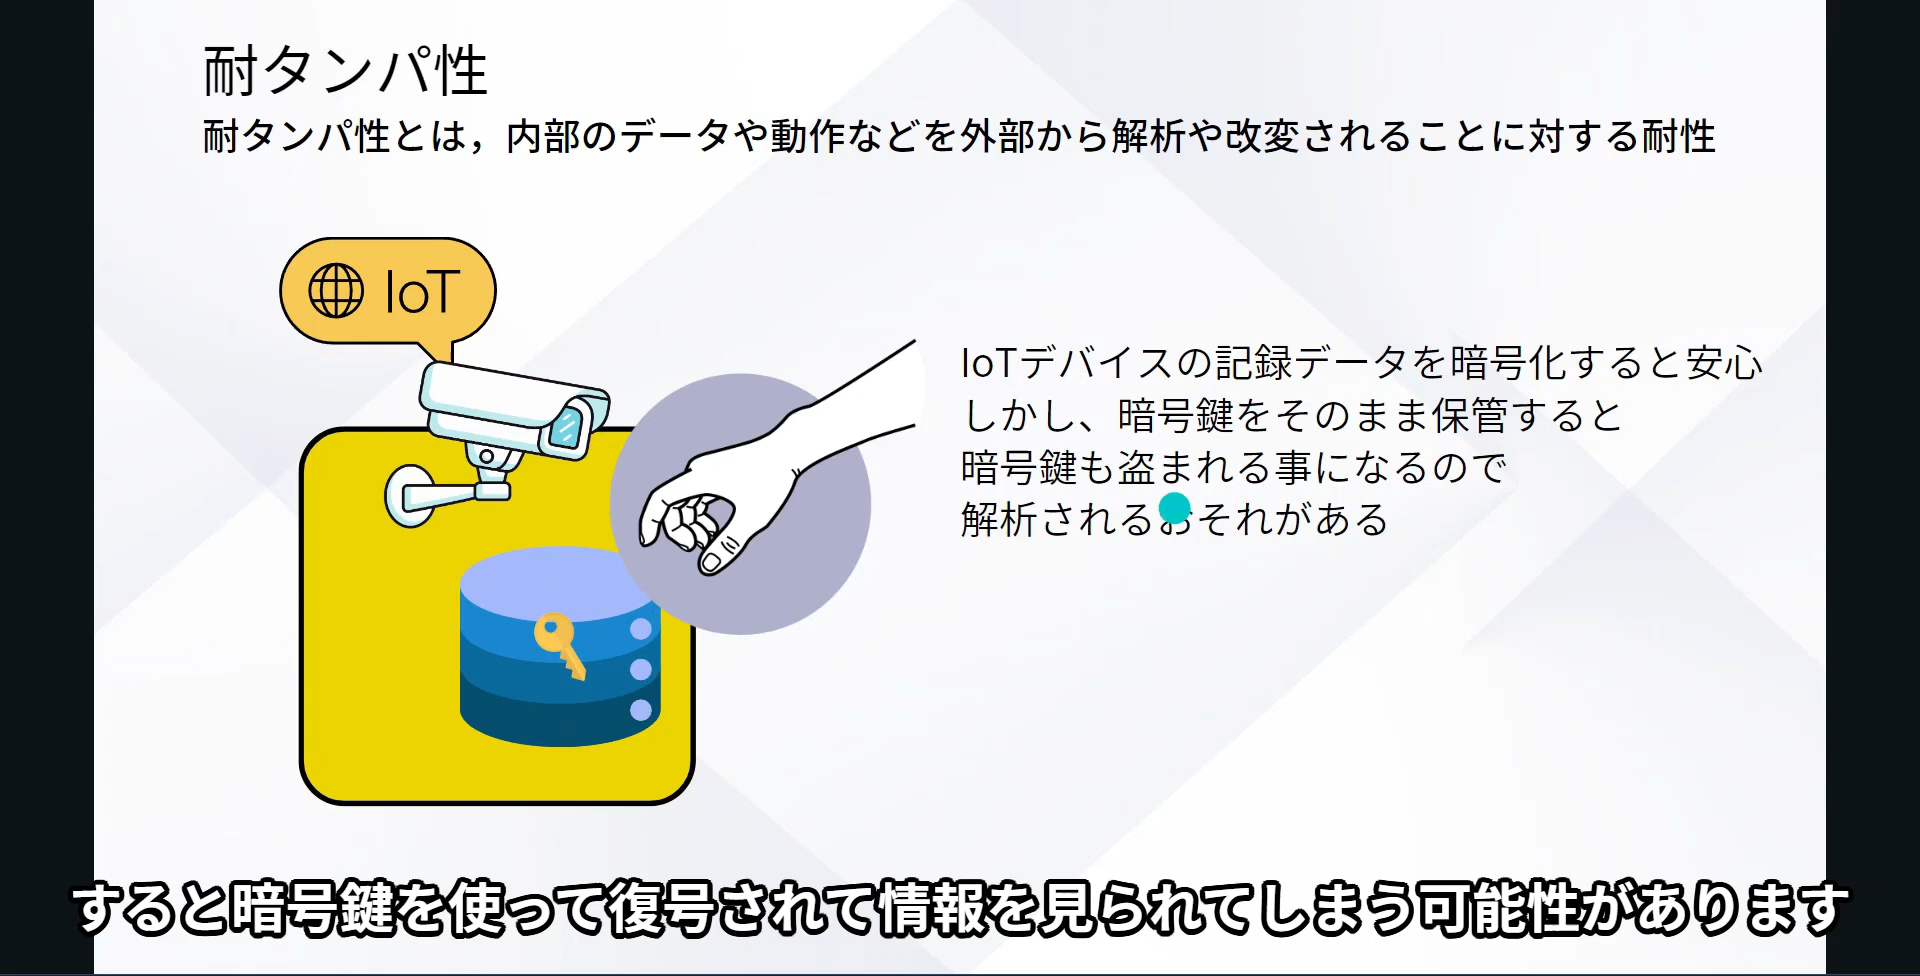 耐タンパ性
耐タンパ性とは，内部のデータや動作などを外部から解析や改変されることに対する耐性
IoT
IoTデバイスの記録データを暗号化すると安心
しかし、暗号鍵をそのまま保管すると
暗号鍵も盗まれる事になるので
解析されるおそれがある
すると暗号鍵を使って復号されて情報を見られてしまう可能性があります